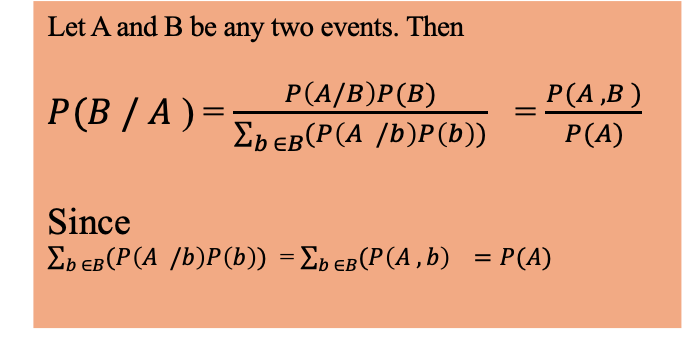 Let A and B be any two events. Then
P(B / A ) = P(A/B)P(B) / ∑b ∈B(P(A /b)P(b)) = P(A ,B ) / P(A)
Since
∑b ∈B(P(A /b)P(b)) = ∑b ∈B(P(A ,b) = P(A)